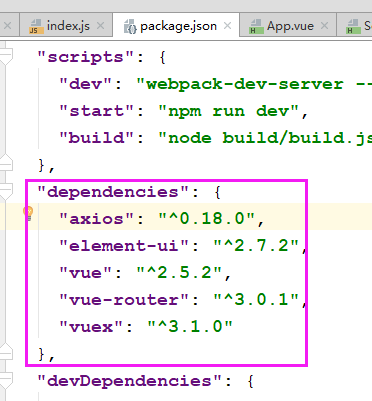 index.js package.json App.vue S
"scripts": {
"dev": "webpack-dev-server --
"start": "npm run dev",
"build": "node build/build.js
},
"dependencies": {
"axios": "^0.18.0",
"element-ui": "^2.7.2",
"vue": "^2.5.2",
"vue-router": "^3.0.1",
"vuex": "^3.1.0"
},
"devDependencies": {